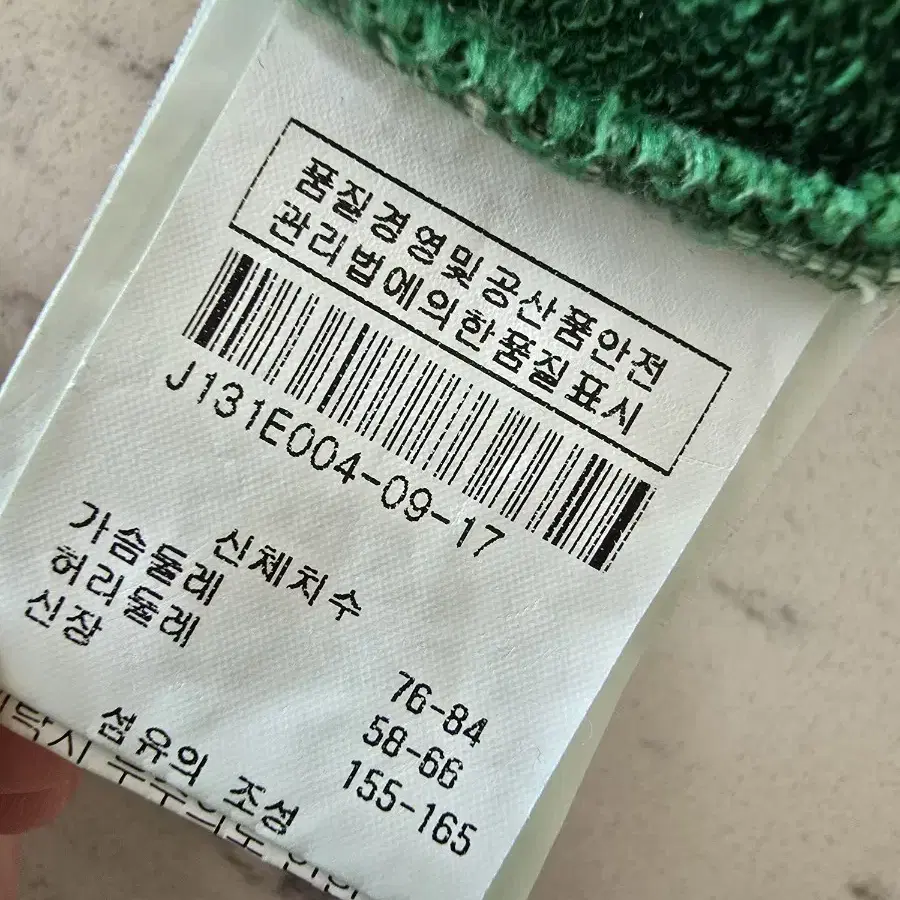 품질경영및공산품안전
관리법에의한품질표시
J131E004-09-17
신체치수
가슴둘레 76-84
허리둘레 58-66
신장 155-165
섬유의 조성